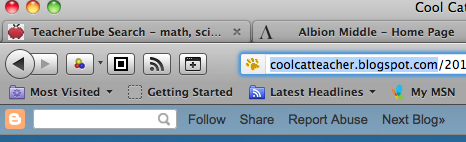 Cool Ca
TeacherTube Search – math, sci...
Albion Middle – Home Page
coolcatteacher.blogspot.com/201
Most Visited
Getting Started
Latest Headlines
My MSN
Follow
Share
Report Abuse
Next Blog»